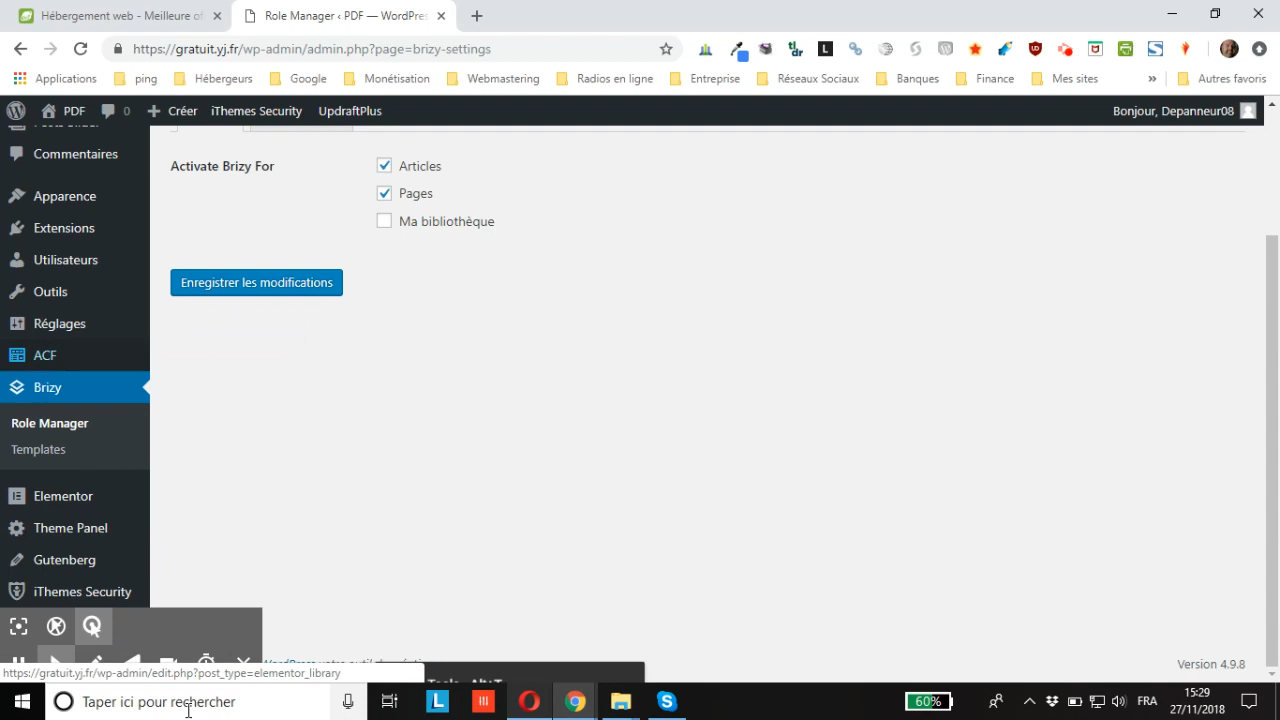 Hébergement web - Meilleure of
Role Manager ‹ PDF — WordPres
https://gratuit.yj.fr/wp-admin/admin.php?page=brizy-settings
Applications
ping
Hébergeurs
Google
Monétisation
Webmastering
Radios en ligne
Entreprise
Réseaux Sociaux
Banques
Finance
Mes sites
»
Autres favoris
PDF
0
Créer
iThemes Security
UpdraftPlus
Bonjour, Depanneur08
Commentaires
Apparence
Extensions
Utilisateurs
Outils
Réglages
ACF
Brizy
Role Manager
Templates
Elementor
Theme Panel
Gutenberg
iThemes Security
Activate Brizy For
Articles
Pages
Ma bibliothèque
Enregistrer les modifications
Version 4.9.8
https://gratuit.yj.fr/wp-admin/edit.php?post_type=elementor_library
Taper ici pour rechercher
60%
FRA
15:29
27/11/2018